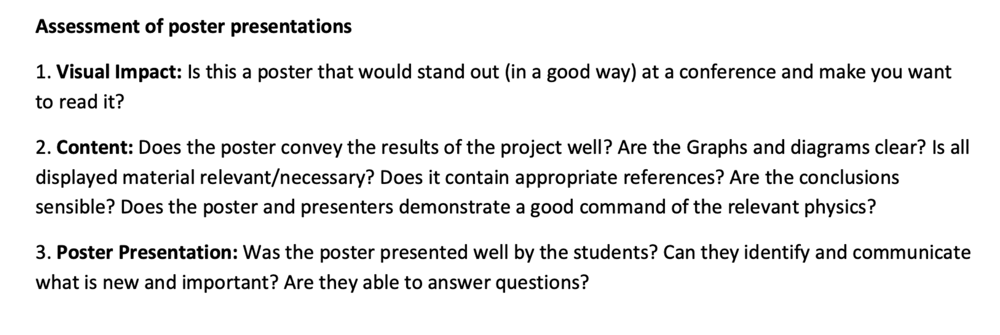 Assessment of poster presentations
1. Visual Impact: Is this a poster that would stand out (in a good way) at a conference and make you want
to read it?
2. Content: Does the poster convey the results of the project well? Are the Graphs and diagrams clear? Is all
displayed material relevant/necessary? Does it contain appropriate references? Are the conclusions
sensible? Does the poster and presenters demonstrate a good command of the relevant physics?
3. Poster Presentation: Was the poster presented well by the students? Can they identify and communicate
what is new and important? Are they able to answer questions?